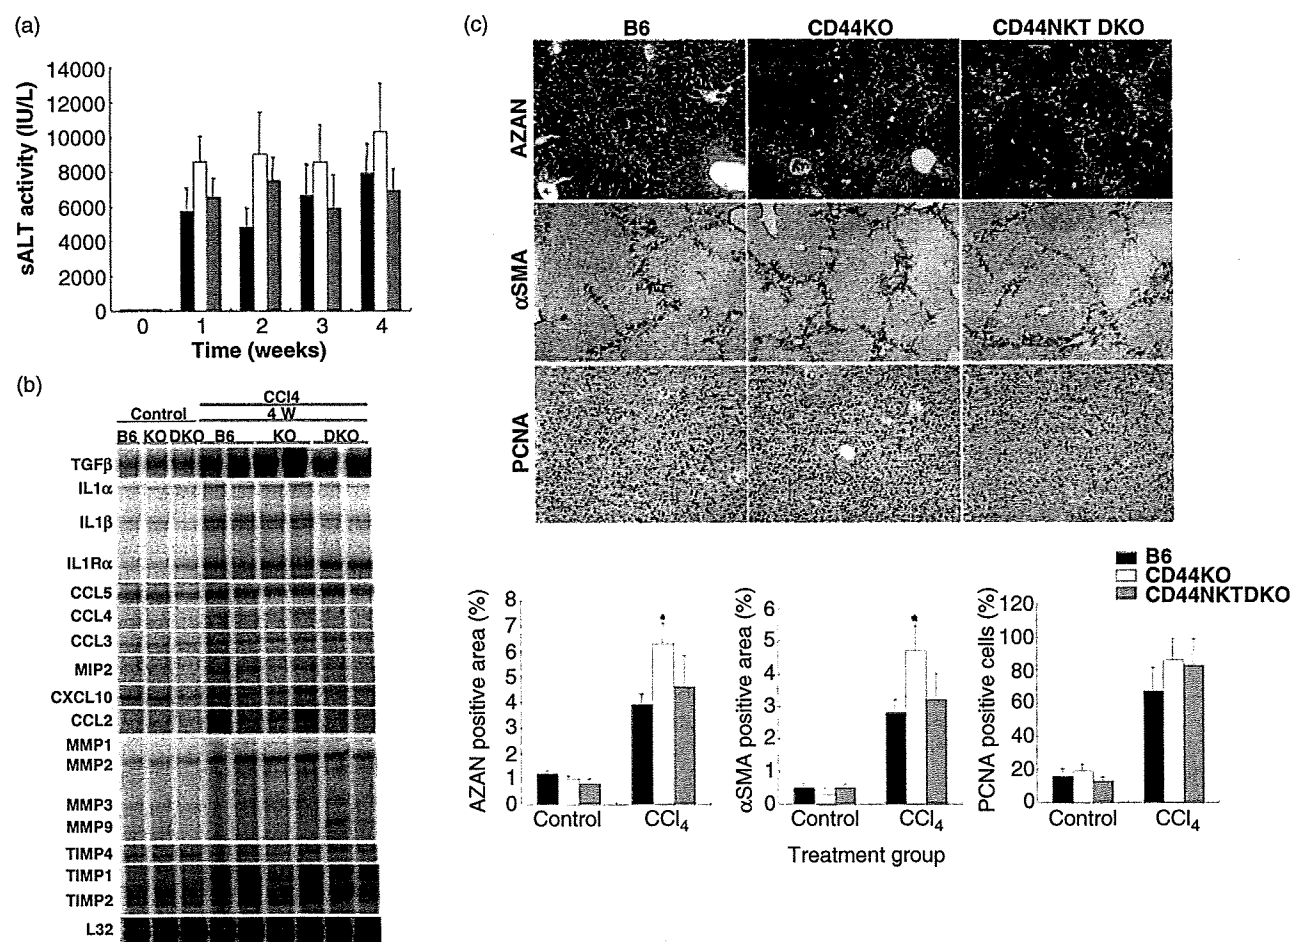 (a)
14000
12000
10000
8000
6000
4000
2000
0
sALT activity (IU/L)
0 1 2 3 4
Time (weeks)
(b)
CCl4
Control 4 W
B6 KO DKO B6 KO DKO
TGFβ
IL1α
IL1β
IL1Rα
CCL5
CCL4
CCL3
MIP2
CXCL10
CCL2
MMP1
MMP2
MMP3
MMP9
TIMP4
TIMP1
TIMP2
L32
(c)
B6 CD44KO CD44NKT DKO
AZAN
αSMA
PCNA
B6
CD44KO
CD44NKTDKO
AZAN positive area (%)
8
7
6
5
4
3
2
1
0
*
Control CCl₄
αSMA positive area (%)
6
5
4
3
2
1
0
*
Control CCl₄
PCNA positive cells (%)
120
100
80
60
40
20
0
Control CCl₄
Treatment group